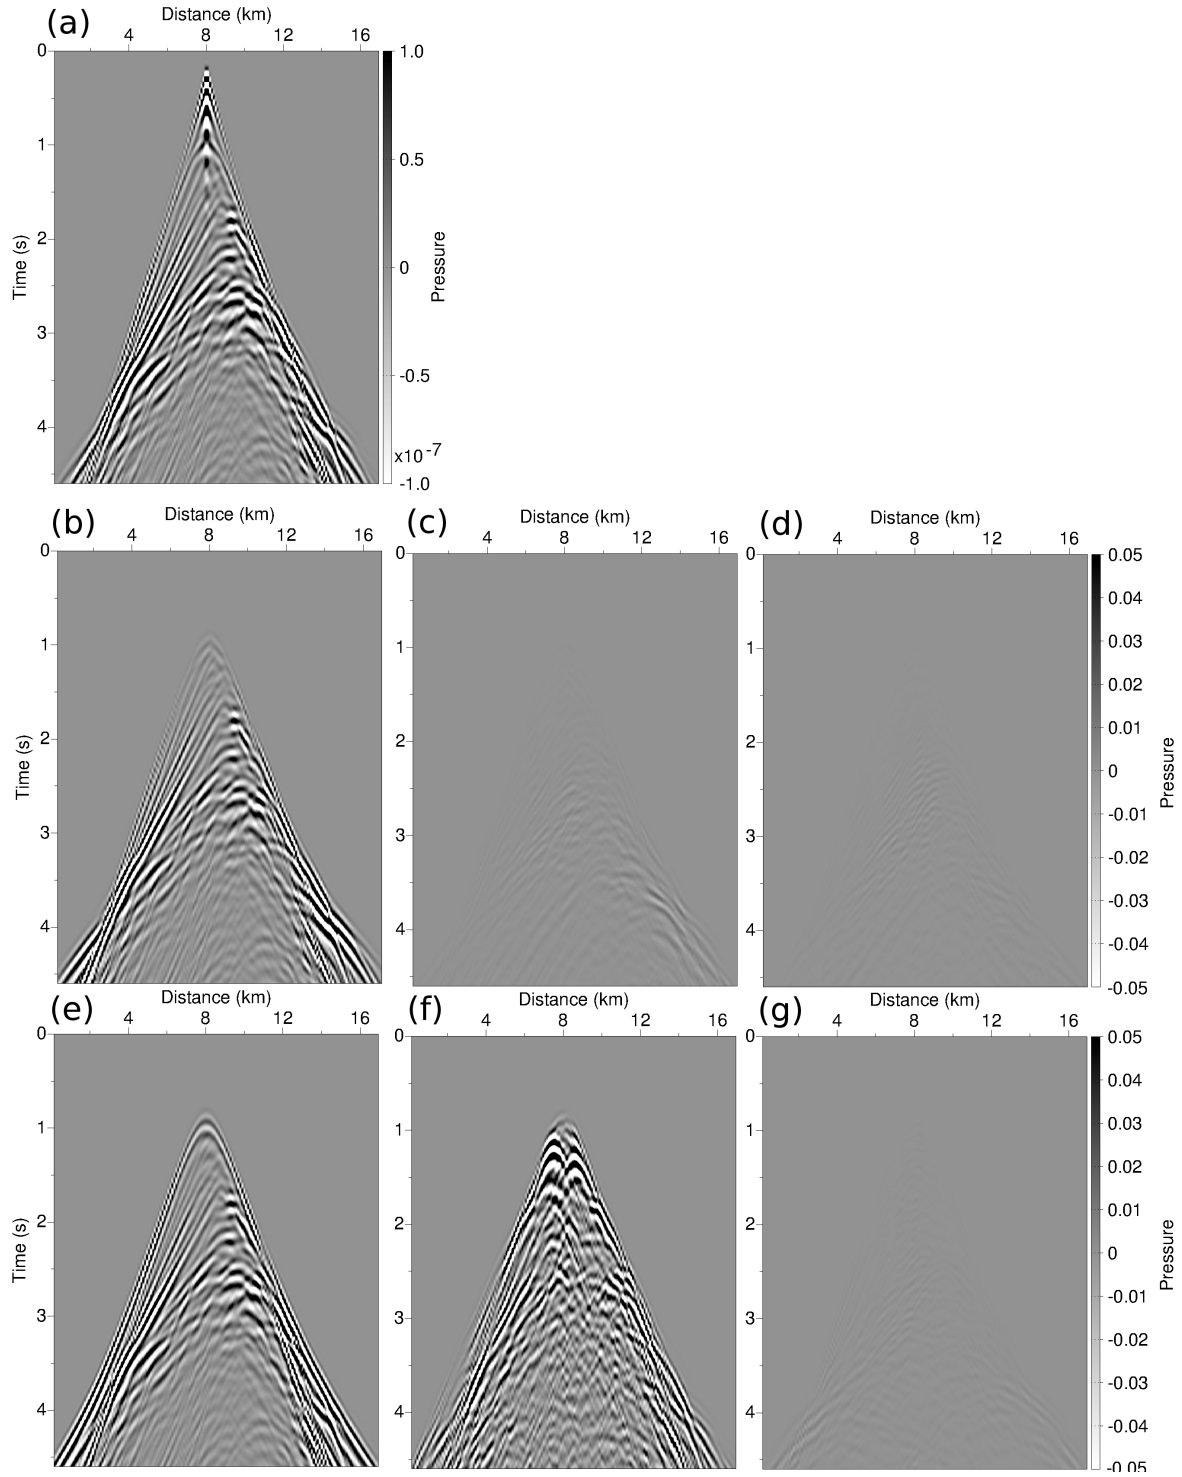 (a)
Distance (km)
4 8 12 16
0
1
2
3
4
Time (s)
1.0
0.5
0
-0.5
x10 -7
-1.0
Pressure
(b)
Distance (km)
4 8 12 16
0
1
2
3
4
Time (s)
(c)
Distance (km)
4 8 12 16
0
1
2
3
4
(d)
Distance (km)
4 8 12 16
0
1
2
3
4
0.05
0.04
0.03
0.02
0.01
0
-0.01
-0.02
-0.03
-0.04
-0.05
Pressure
(e)
Distance (km)
4 8 12 16
0
1
2
3
4
Time (s)
(f)
Distance (km)
4 8 12 16
0
1
2
3
4
(g)
Distance (km)
4 8 12 16
0
1
2
3
4
0.05
0.04
0.03
0.02
0.01
0
-0.01
-0.02
-0.03
-0.04
-0.05
Pressure